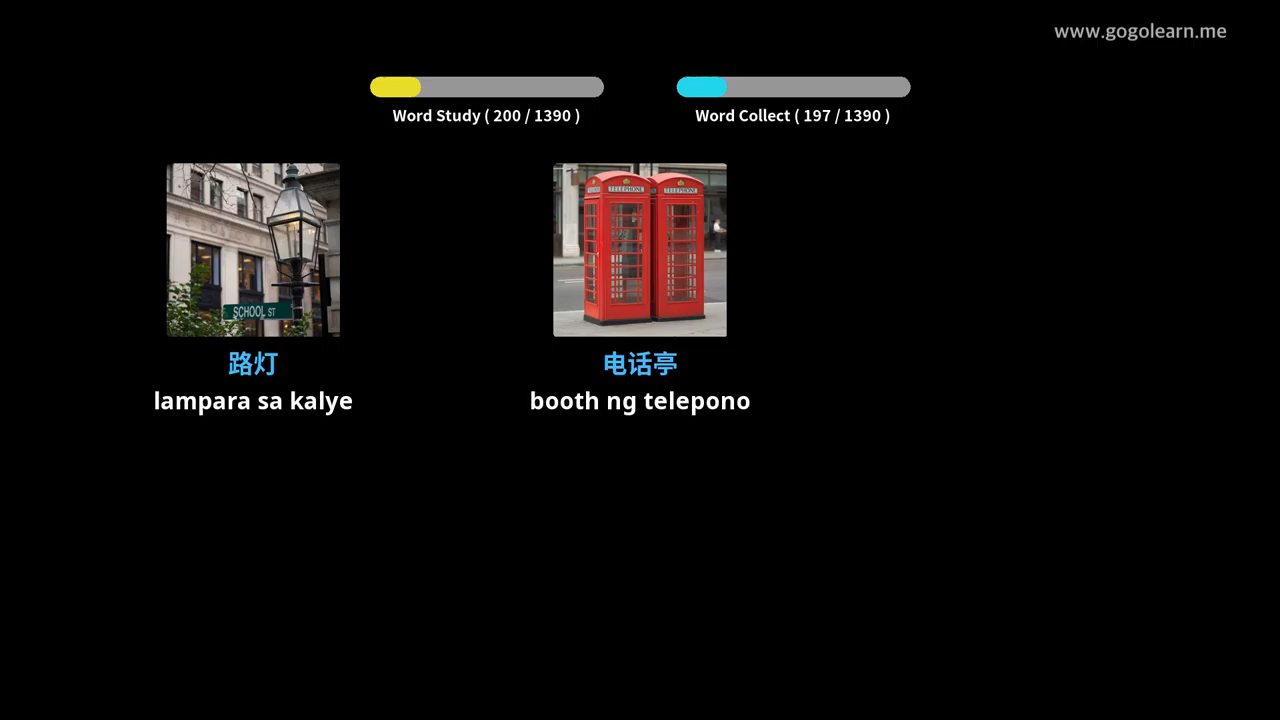 www.gogolearn.me
Word Study ( 200 / 1390 )
Word Collect ( 197 / 1390 )
SCHOOL ST
TELEPHONE
TELEPHONE
路灯
电话亭
lampara sa kalye
booth ng telepono